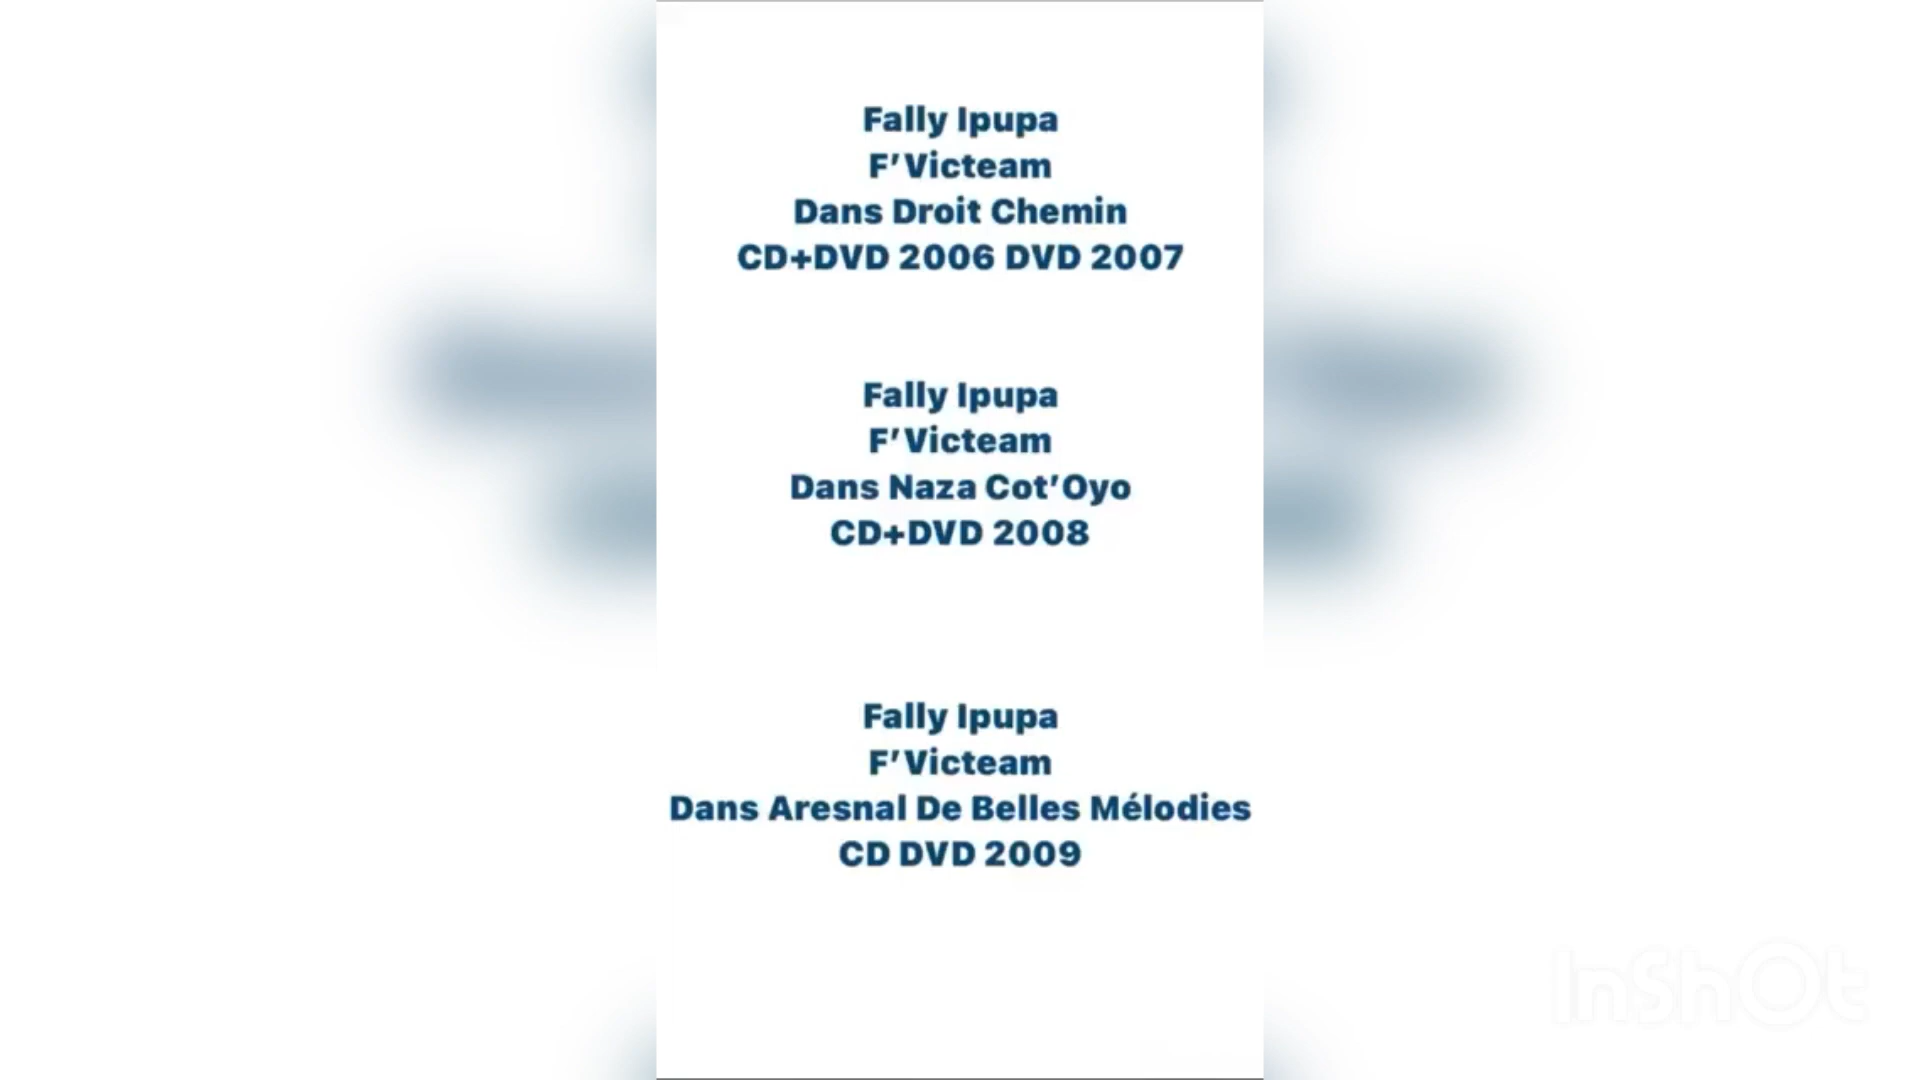 Fally Ipupa
F'Victeam
Dans Droit Chemin
CD+DVD 2006 DVD 2007
Fally Ipupa
F'Victeam
Dans Naza Cot'Oyo
CD+DVD 2008
Fally Ipupa
F'Victeam
Dans Aresnal De Belles Mélodies
CD DVD 2009
InShOt